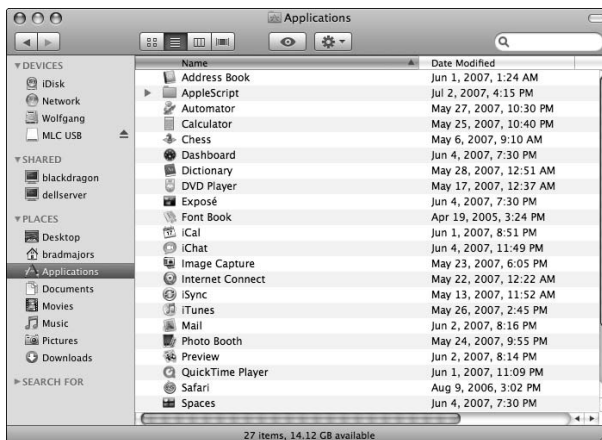 Applications
Name Date Modified
DEVICES
iDisk
Network
Wolfgang
MLC USB
SHARED
blackdragon
dellserver
PLACES
Desktop
bradmajors
Applications
Documents
Movies
Music
Pictures
Downloads
SEARCH FOR
Address Book Jun 1, 2007, 1:24 AM
AppleScript Jul 2, 2007, 4:15 PM
Automator May 27, 2007, 10:30 PM
Calculator May 25, 2007, 10:40 PM
Chess May 6, 2007, 9:10 AM
Dashboard Jun 4, 2007, 7:30 PM
Dictionary May 28, 2007, 12:51 AM
DVD Player May 17, 2007, 12:37 AM
Exposé Jun 4, 2007, 7:30 PM
Font Book Apr 19, 2005, 3:24 PM
iCal Jun 1, 2007, 8:51 PM
iChat Jun 4, 2007, 11:49 PM
Image Capture May 23, 2007, 6:05 PM
Internet Connect May 22, 2007, 12:22 AM
iSync May 13, 2007, 11:52 AM
iTunes May 26, 2007, 2:45 PM
Mail Jun 2, 2007, 8:16 PM
Photo Booth May 24, 2007, 9:55 PM
Preview Jun 2, 2007, 8:14 PM
QuickTime Player Jun 1, 2007, 11:09 PM
Safari Aug 9, 2006, 3:02 PM
Spaces Jun 4, 2007, 7:30 PM
27 items, 14.12 GB available